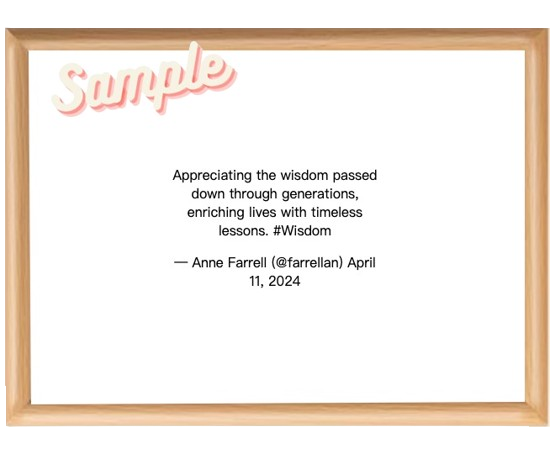 Sample
Appreciating the wisdom passed
down through generations,
enriching lives with timeless
lessons. #Wisdom
— Anne Farrell (@farrellan) April
11, 2024